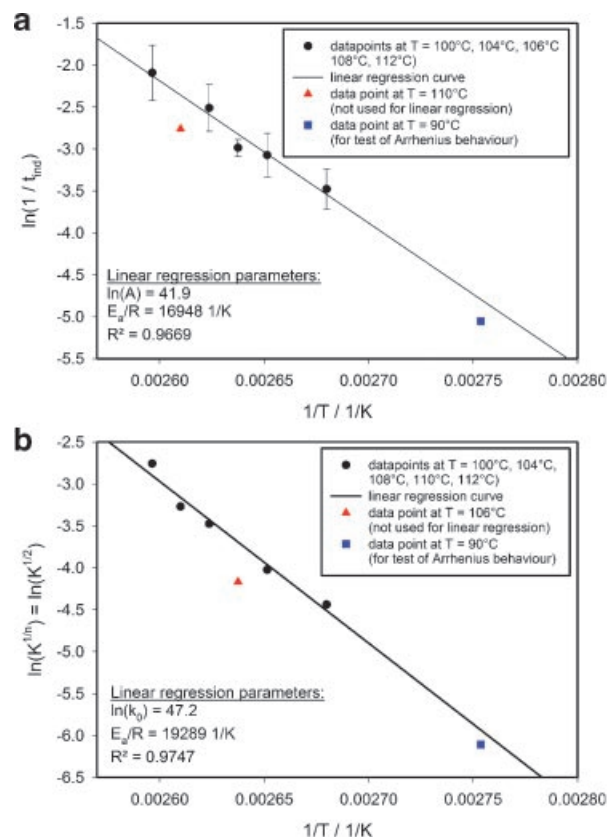 a
-1.5
-2.0
-2.5
-3.0
-3.5
-4.0
-4.5
-5.0
-5.5
ln(1 / t_ind)
datapoints at T = 100°C, 104°C, 106°C
108°C, 112°C)
linear regression curve
data point at T = 110°C
(not used for linear regression)
data point at T = 90°C
(for test of Arrhenius behaviour)
Linear regression parameters:
ln(A) = 41.9
E_a/R = 16948 1/K
R² = 0.9669
0.00260 0.00265 0.00270 0.00275 0.00280
1/T / 1/K
b
-2.5
-3.0
-3.5
-4.0
-4.5
-5.0
-5.5
-6.0
-6.5
ln(K^1/n) = ln(K^1/2)
datapoints at T = 100°C, 104°C,
108°C, 110°C, 112°C)
linear regression curve
data point at T = 106°C
(not used for linear regression)
data point at T = 90°C
(for test of Arrhenius behaviour)
Linear regression parameters:
ln(k_0) = 47.2
E_a/R = 19289 1/K
R² = 0.9747
0.00260 0.00265 0.00270 0.00275 0.00280
1/T / 1/K